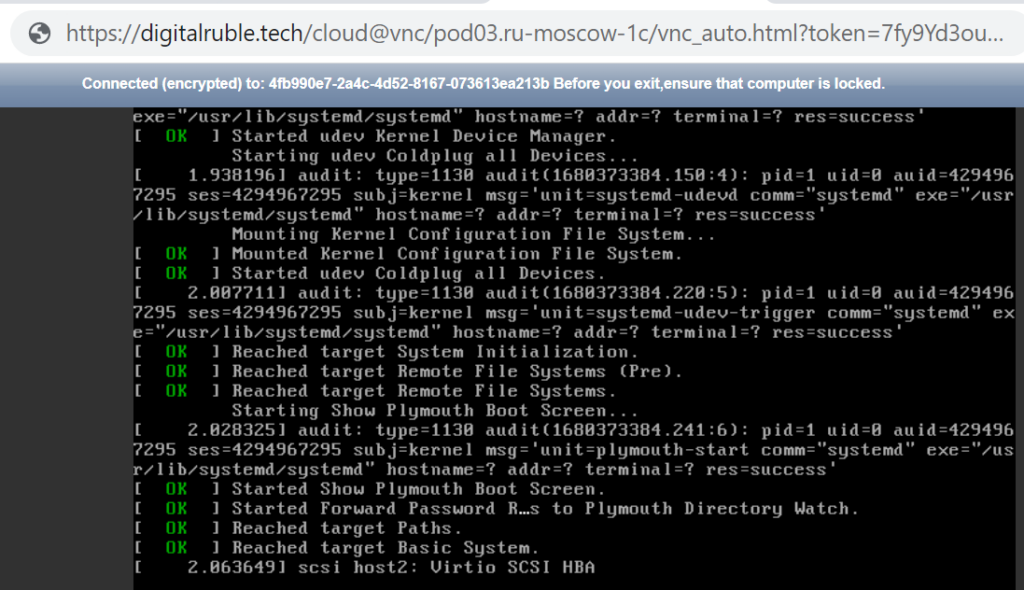 https://digitalruble.tech/cloud@vnc/pod03.ru-moscow-1c/vnc_auto.html?token=7fy9Yd3ou...
Connected (encrypted) to: 4fb990e7-2a4c-4d52-8167-073613ea213b Before you exit,ensure that computer is locked.
exe="/usr/lib/systemd/systemd" hostname=? addr=? terminal=? res=success'
[  OK  ] Started udev Kernel Device Manager.
Starting udev Coldplug all Devices...
[    1.938196] audit: type=1130 audit(1680373384.150:4): pid=1 uid=0 auid=429496
7295 ses=4294967295 subj=kernel msg='unit=systemd-udevd comm="systemd" exe="/usr
/lib/systemd/systemd" hostname=? addr=? terminal=? res=success'
Mounting Kernel Configuration File System...
[  OK  ] Mounted Kernel Configuration File System.
[  OK  ] Started udev Coldplug all Devices.
[    2.007711] audit: type=1130 audit(1680373384.220:5): pid=1 uid=0 auid=429496
7295 ses=4294967295 subj=kernel msg='unit=systemd-udev-trigger comm="systemd" ex
e="/usr/lib/systemd/systemd" hostname=? addr=? terminal=? res=success'
[  OK  ] Reached target System Initialization.
[  OK  ] Reached target Remote File Systems (Pre).
[  OK  ] Reached target Remote File Systems.
Starting Show Plymouth Boot Screen...
[    2.028325] audit: type=1130 audit(1680373384.241:6): pid=1 uid=0 auid=429496
7295 ses=4294967295 subj=kernel msg='unit=plymouth-start comm="systemd" exe="/us
r/lib/systemd/systemd" hostname=? addr=? terminal=? res=success'
[  OK  ] Started Show Plymouth Boot Screen.
[  OK  ] Started Forward Password R…s to Plymouth Directory Watch.
[  OK  ] Reached target Paths.
[  OK  ] Reached target Basic System.
[    2.063649] scsi host2: Virtio SCSI HBA